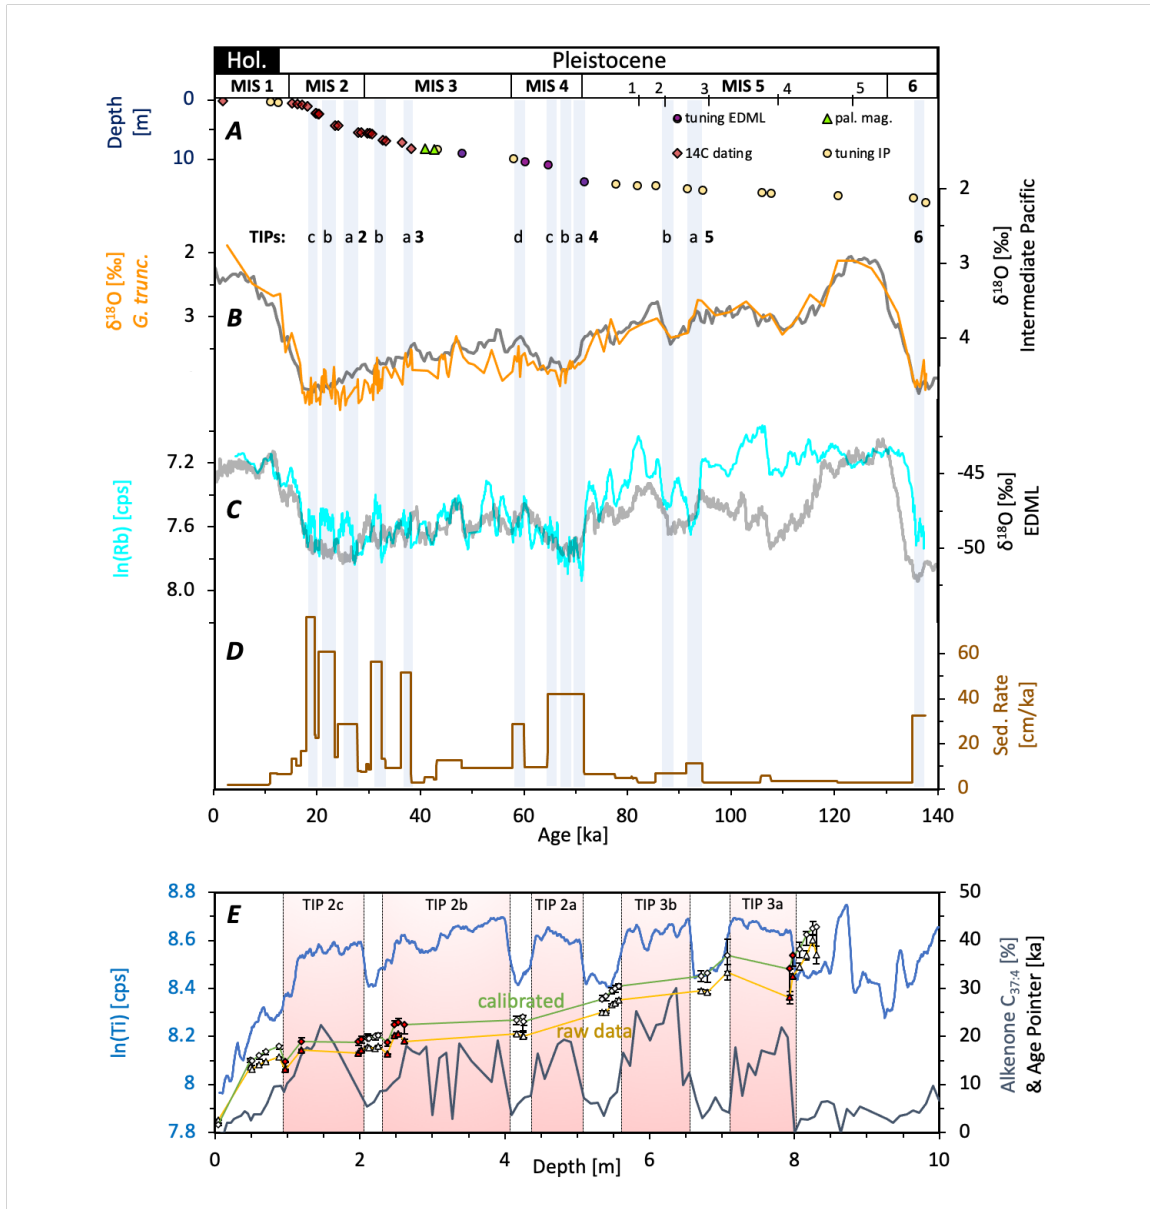 Hol. Pleistocene
MIS 1 MIS 2 MIS 3 MIS 4 1 2 3 MIS 5 4 5 6
0
Depth [m]
10
A
tuning EDML
pal. mag.
14C dating
tuning IP
TIPs: c b a 2 b a 3 d c b a 4 b a 5 6
2
3
δ¹⁸O [‰]
G. trunc.
B
2
3
4
δ¹⁸O [‰]
Intermediate Pacific
7.2
7.6
8.0
ln(Rb) [cps]
C
-45
-50
δ¹⁸O [‰]
EDML
D
60
40
20
0
Sed. Rate
[cm/ka]
0 20 40 60 80 100 120 140
Age [ka]
8.8
8.6
8.4
8.2
8
7.8
ln(Ti) [cps]
E
TIP 2c TIP 2b TIP 2a TIP 3b TIP 3a
calibrated
raw data
50
40
30
20
10
0
Alkenone C₃₇:₄ [%]
& Age Pointer [ka]
0 2 4 6 8 10
Depth [m]